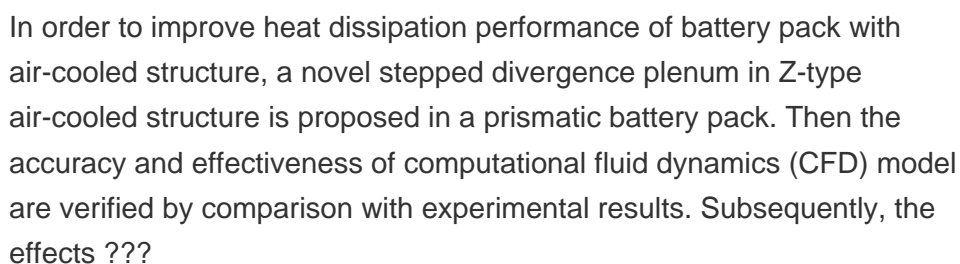 In order to improve heat dissipation performance of battery pack with
air-cooled structure, a novel stepped divergence plenum in Z-type
air-cooled structure is proposed in a prismatic battery pack. Then the
accuracy and effectiveness of computational fluid dynamics (CFD) model
are verified by comparison with experimental results. Subsequently, the
effects ???